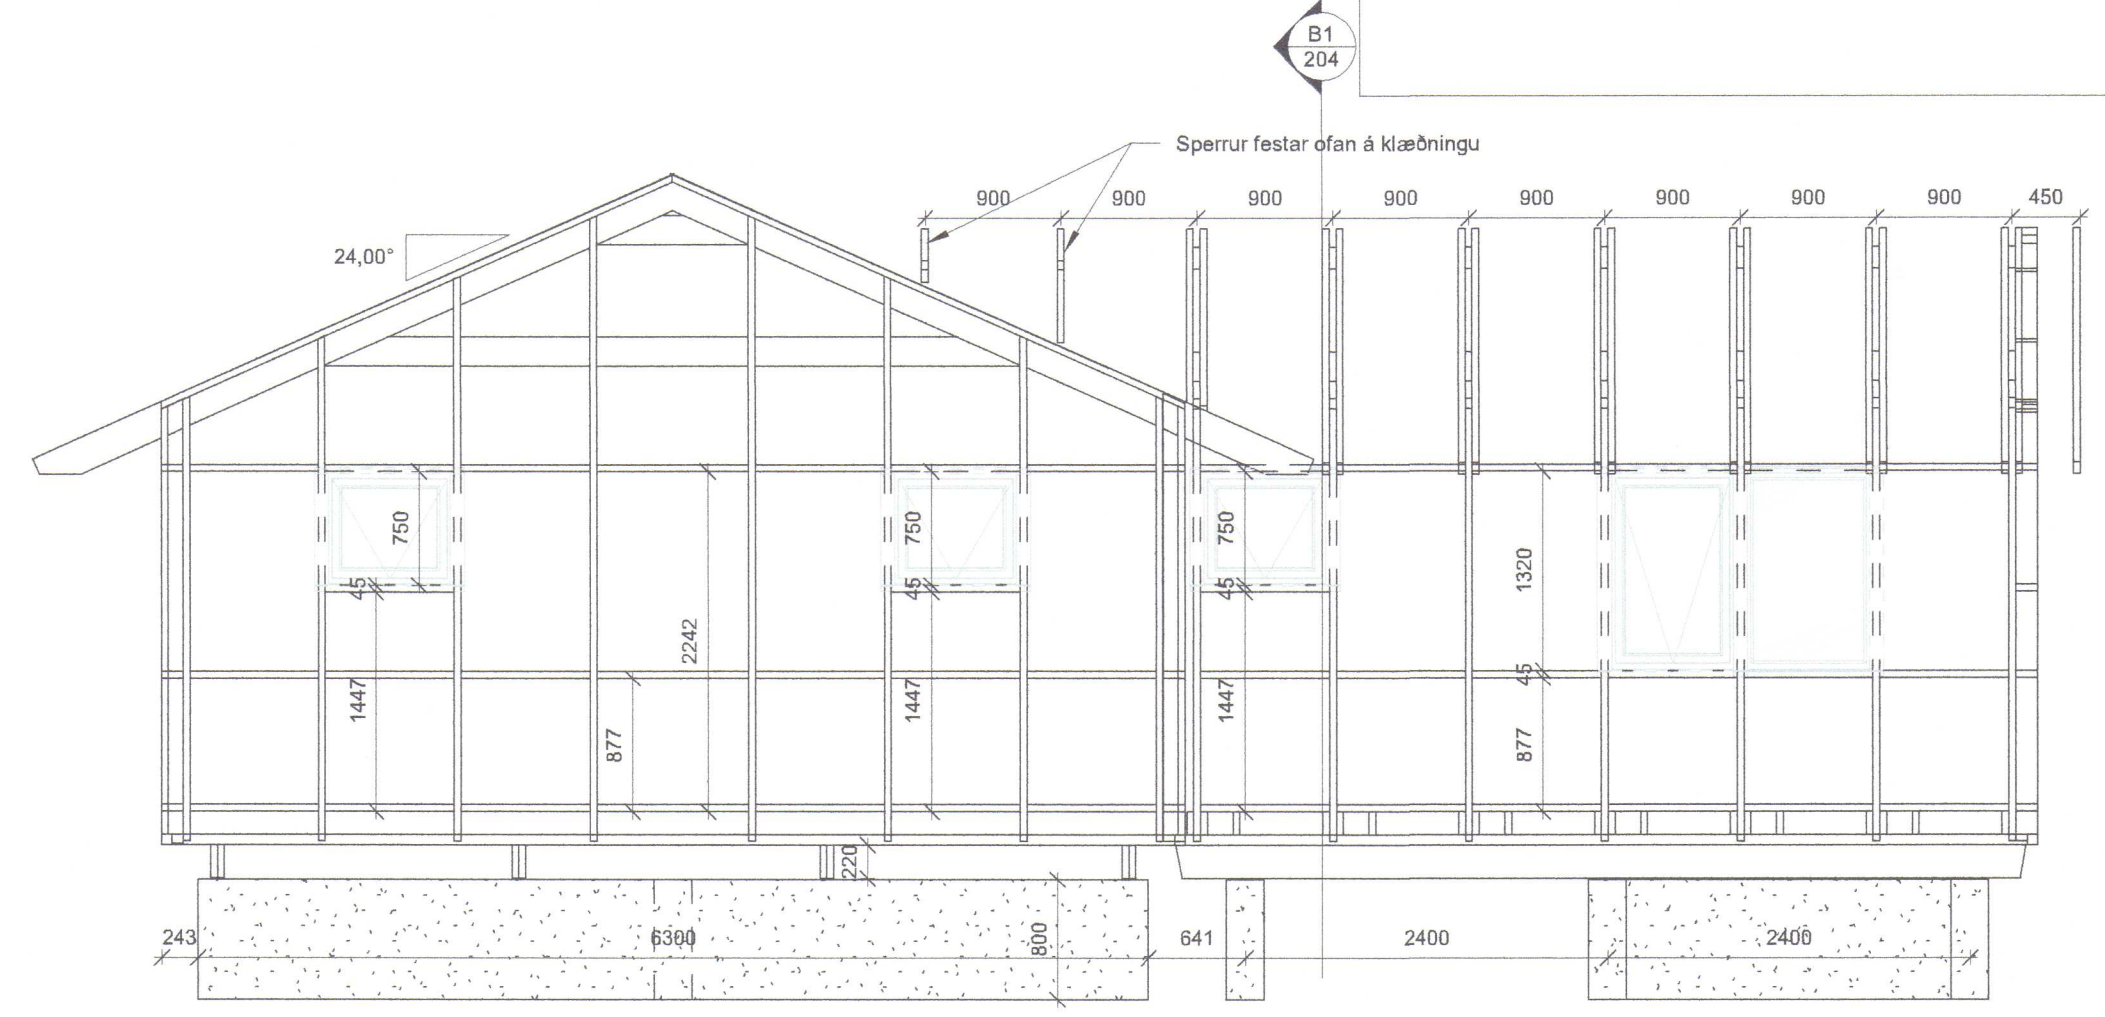 B1
204
Sperrur festar ofan á klæðningu
900 900 900 900 900 900 900 900 450
24,00°
750 750 750 1320
45 45 45
2242
45
1447 1447 1447
877 877
220
243 6300 800 641 2400 2400